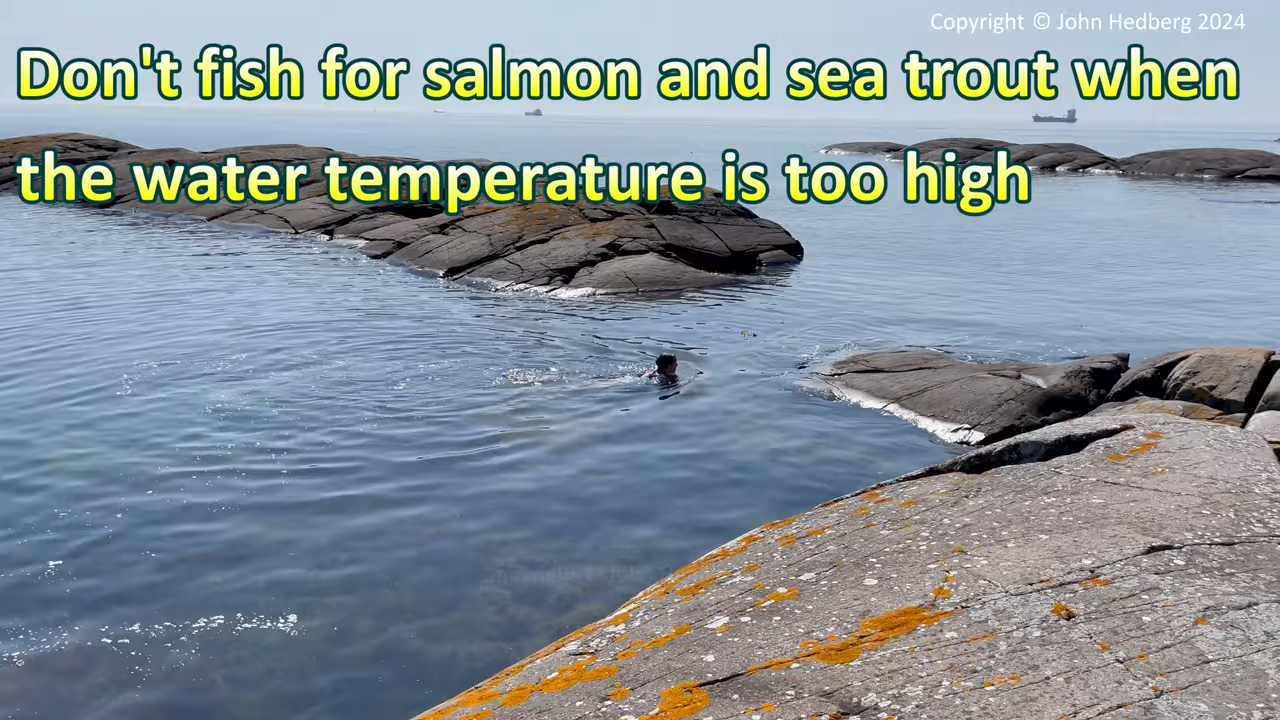 Copyright © John Hedberg 2024
Don't fish for salmon and sea trout when
the water temperature is too high